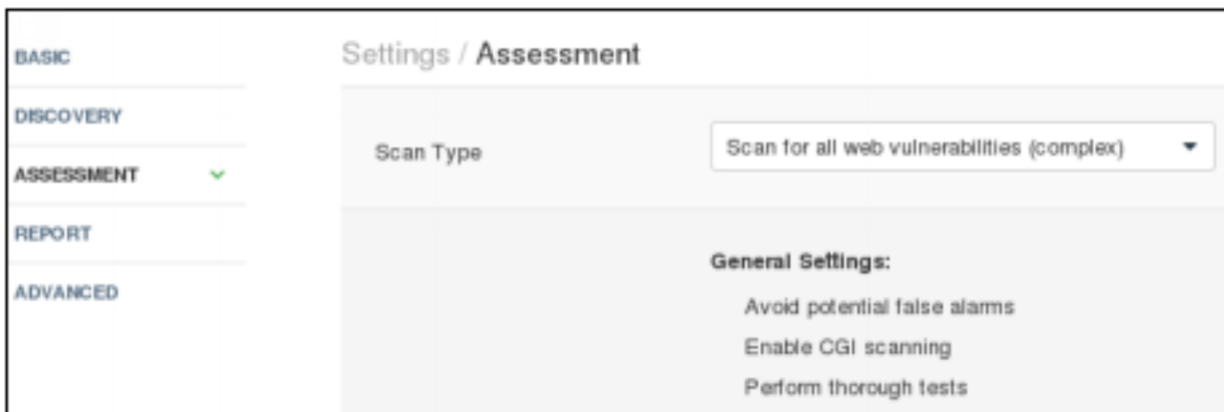 BASIC
DISCOVERY
ASSESSMENT
REPORT
ADVANCED
Settings / Assessment
Scan Type
Scan for all web vulnerabilities (complex)
General Settings:
Avoid potential false alarms
Enable CGI scanning
Perform thorough tests